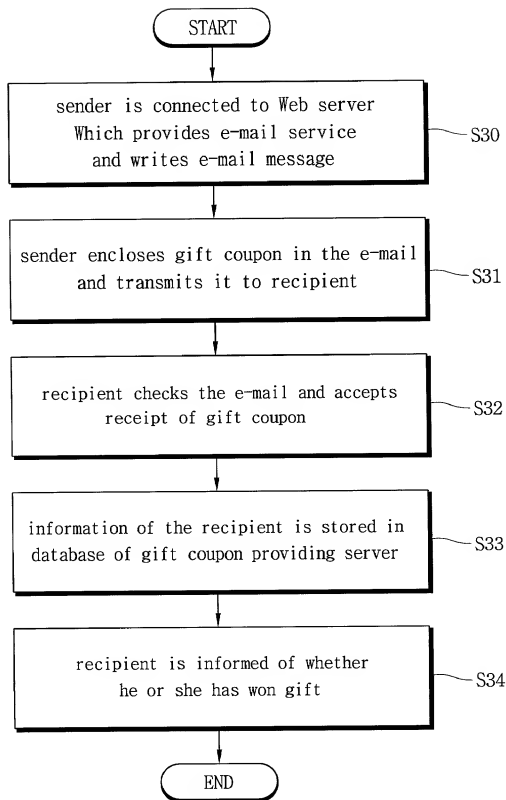 START
sender is connected to Web server
Which provides e-mail service
and writes e-mail message
S30
sender encloses gift coupon in the e-mail
and transmits it to recipient
S31
recipient checks the e-mail and accepts
receipt of gift coupon
S32
information of the recipient is stored in
database of gift coupon providing server
S33
recipient is informed of whether
he or she has won gift
S34
END